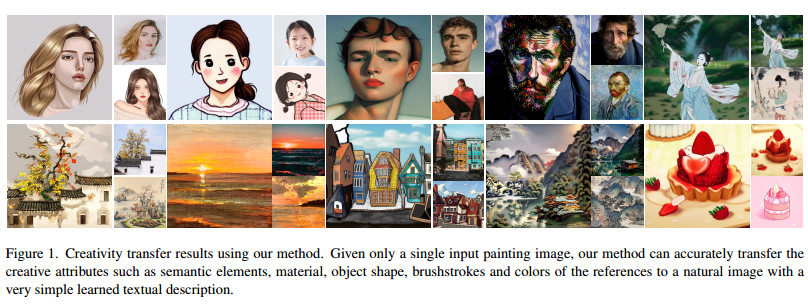 Figure 1. Creativity transfer results using our method. Given only a single input painting image, our method can accurately transfer the
creative attributes such as semantic elements, material, object shape, brushstrokes and colors of the references to a natural image with a
very simple learned textual description.